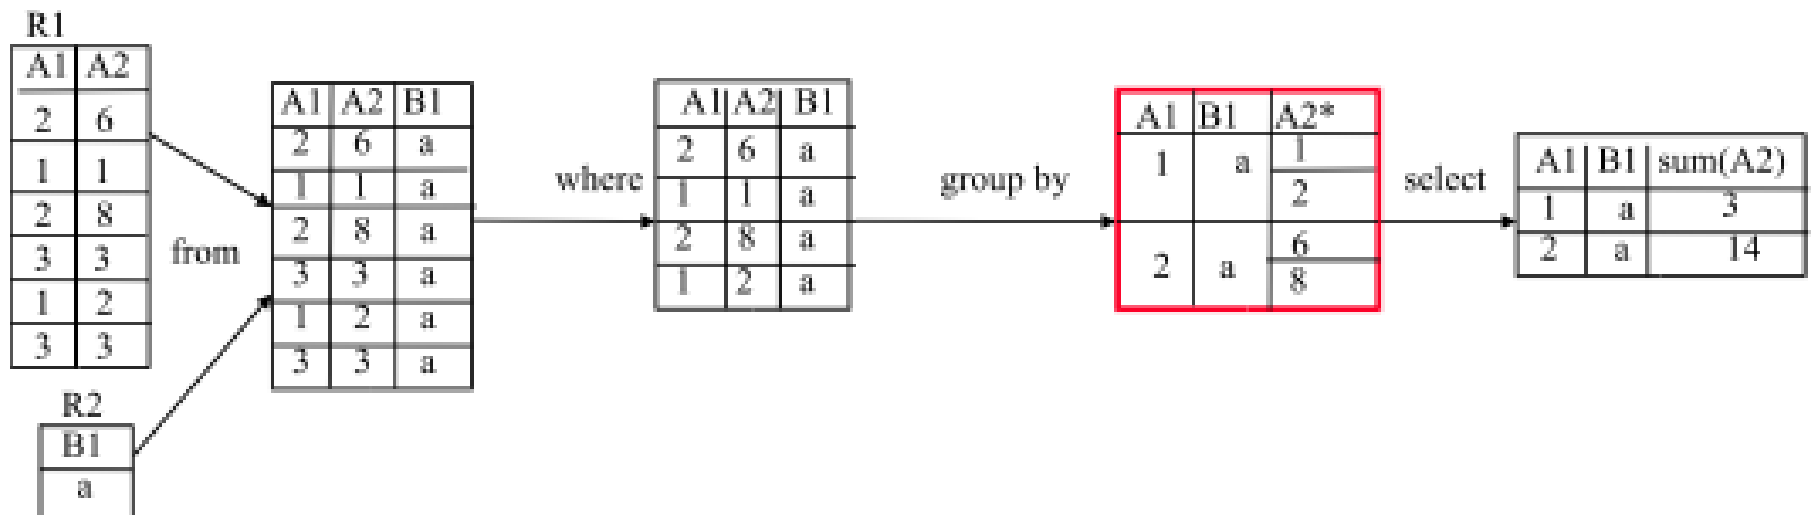 R1
A1 A2
2 6
1 1
2 8
3 3
1 2
3 3
R2
B1
a
from
A1 A2 B1
2 6 a
1 1 a
2 8 a
3 3 a
1 2 a
3 3 a
where
A1 A2 B1
2 6 a
1 1 a
2 8 a
1 2 a
group by
A1 B1 A2*
1 a 1
2
2 a 6
8
select
A1 B1 sum(A2)
1 a 3
2 a 14